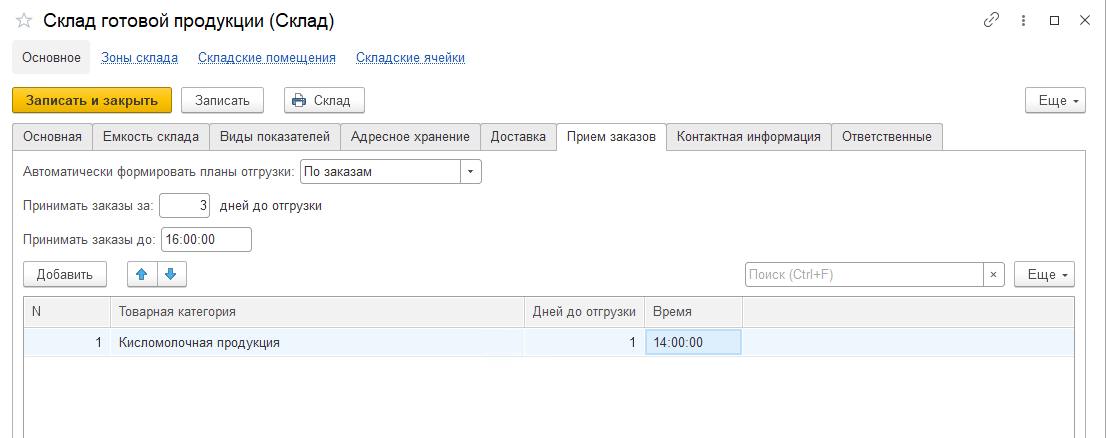 Склад готовой продукции (Склад)
Основное Зоны склада Складские помещения Складские ячейки
Записать и закрыть Записать Склад Еще
Основная Емкость склада Виды показателей Адресное хранение Доставка Прием заказов Контактная информация Ответственные
Автоматически формировать планы отгрузки: По заказам
Принимать заказы за: 3 дней до отгрузки
Принимать заказы до: 16:00:00
Добавить Поиск (Ctrl+F) × Еще
N Товарная категория Дней до отгрузки Время
1 Кисломолочная продукция 1 14:00:00